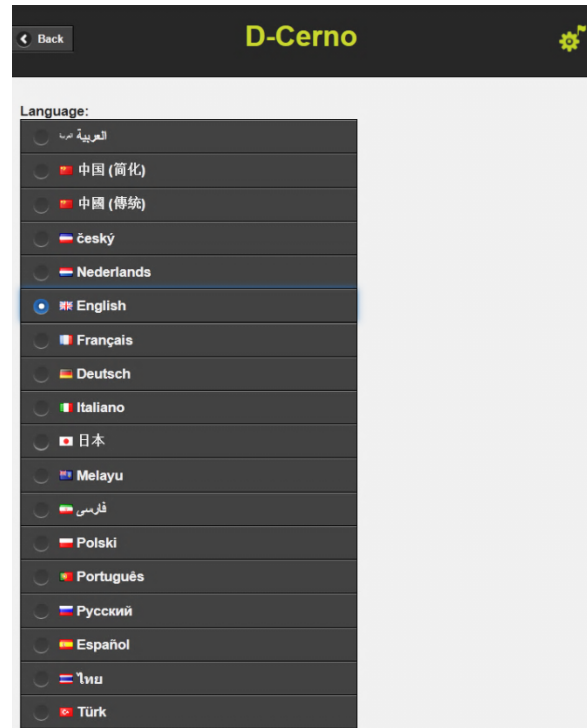 Back
D-Cerno
Language:
العربية
中国 (简化)
中國 (傳統)
český
Nederlands
English
Français
Deutsch
Italiano
日本
Melayu
فارسی
Polski
Português
Русский
Español
ไทย
Türk